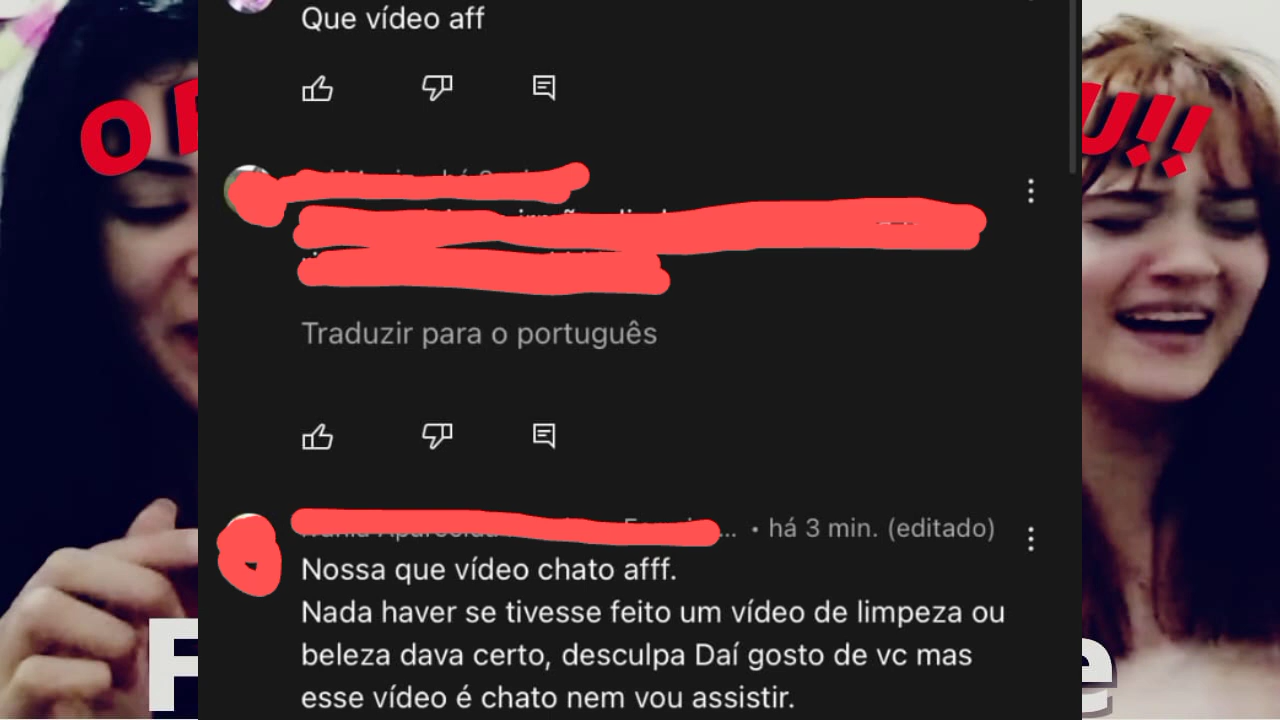 Que vídeo aff
O
U!!
Traduzir para o português
... • há 3 min. (editado)
Nossa que vídeo chato afff.
Nada haver se tivesse feito um vídeo de limpeza ou
beleza dava certo, desculpa Daí gosto de vc mas
esse vídeo é chato nem vou assistir.
F
e